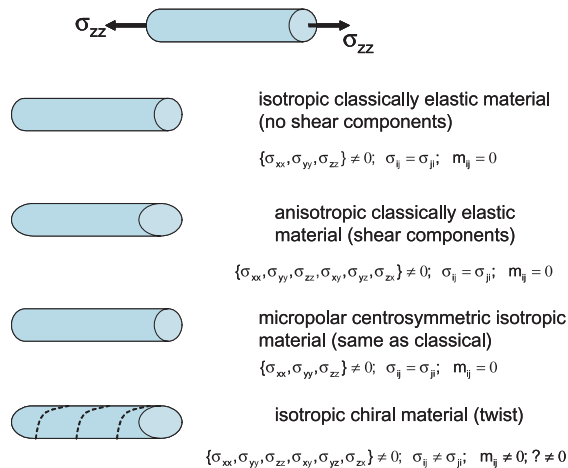 σzz
σzz
isotropic classically elastic material
(no shear components)
{σxx,σyy,σzz} ≠ 0; σij = σji; mij = 0
anisotropic classically elastic
material (shear components)
{σxx,σyy,σzz,σxy,σyz,σzx} ≠ 0; σij = σji; mij = 0
micropolar centrosymmetric isotropic
material (same as classical)
{σxx,σyy,σzz} ≠ 0; σij = σji; mij = 0
isotropic chiral material (twist)
{σxx,σyy,σzz,σxy,σyz,σzx} ≠ 0; σij ≠ σji; mij ≠ 0; ? ≠ 0